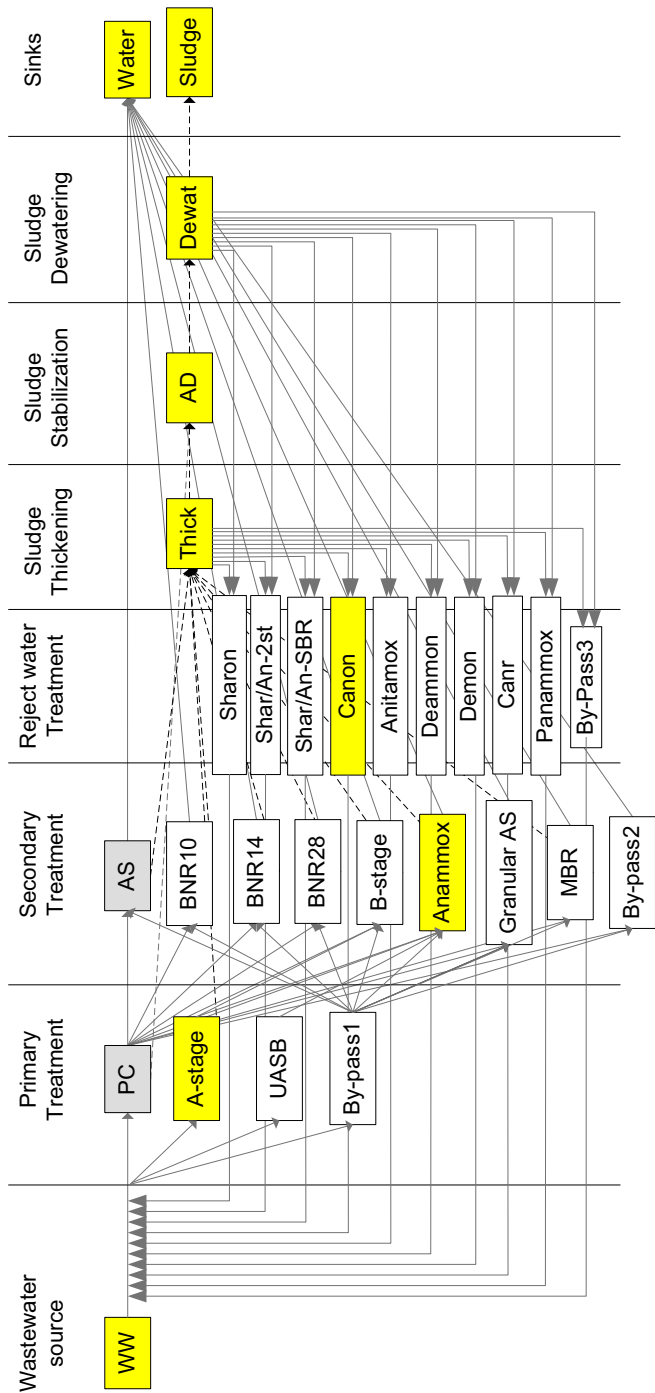 Wastewater
source
Primary
Treatment
Secondary
Treatment
Reject water
Treatment
Sludge
Thickening
Sludge
Stabilization
Sludge
Dewatering
Sinks
WW
PC
A-stage
UASB
By-pass1
AS
BNR10
BNR14
BNR28
B-stage
Anammox
Granular AS
MBR
By-pass2
Sharon
Shar/An-2st
Shar/An-SBR
Canon
Anitamox
Deammon
Demon
Canr
Panammox
By-Pass3
Thick
AD
Dewat
Water
Sludge